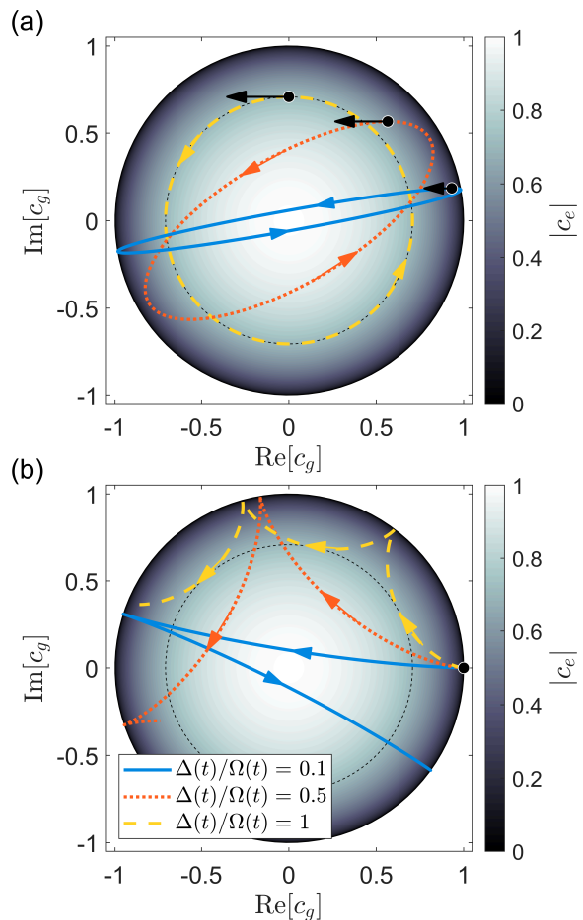 (a)
1
0.5
0
-0.5
-1
Im[c_g]
-1 -0.5 0 0.5 1
Re[c_g]
1
0.8
0.6
0.4
0.2
0
|c_e|
(b)
1
0.5
0
-0.5
-1
Im[c_g]
Δ(t)/Ω(t) = 0.1
Δ(t)/Ω(t) = 0.5
Δ(t)/Ω(t) = 1
-1 -0.5 0 0.5 1
Re[c_g]
1
0.8
0.6
0.4
0.2
0
|c_e|